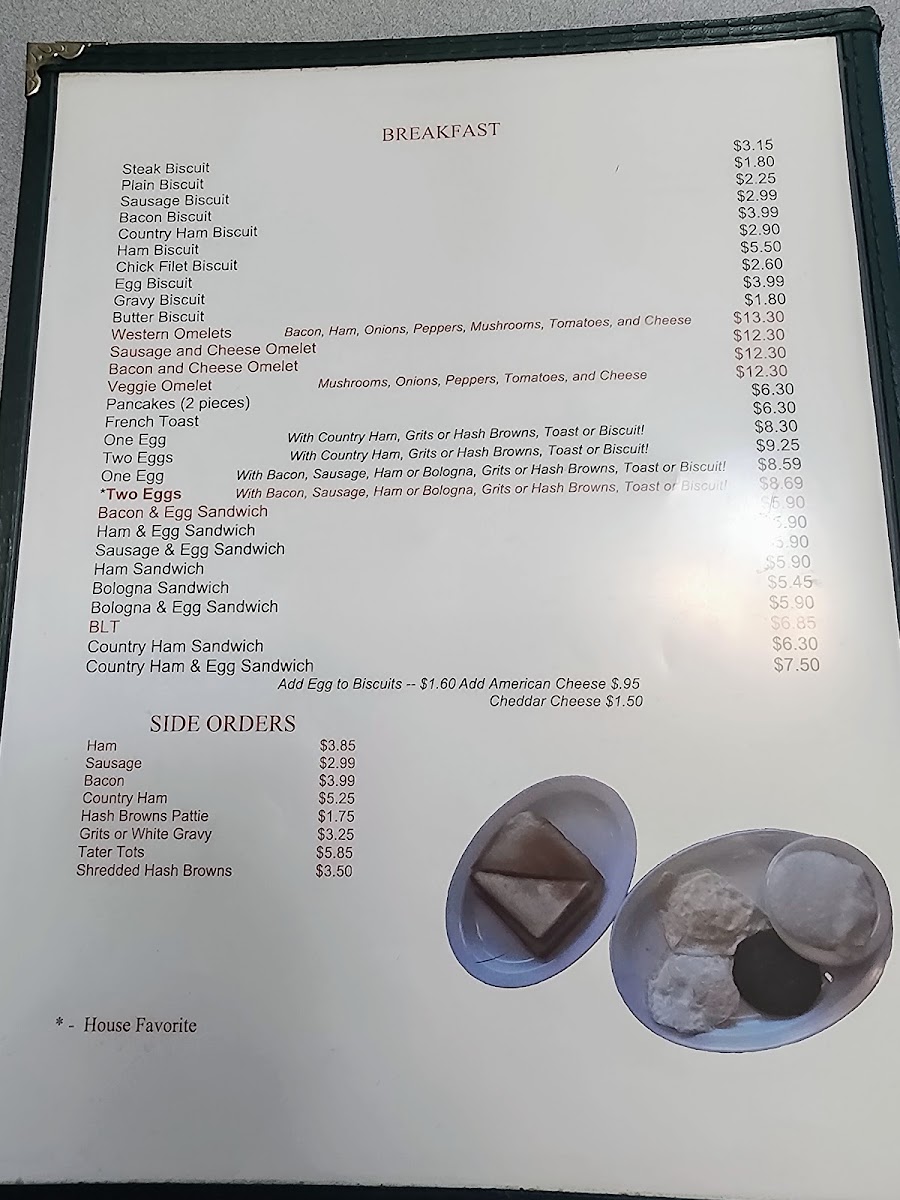 BREAKFAST
Steak Biscuit $3.15
Plain Biscuit $1.80
Sausage Biscuit $2.25
Bacon Biscuit $2.99
Country Ham Biscuit $3.99
Ham Biscuit $2.90
Chick Filet Biscuit $5.50
Egg Biscuit $2.60
Gravy Biscuit $3.99
Butter Biscuit $1.80
Western Omelets Bacon, Ham, Onions, Peppers, Mushrooms, Tomatoes, and Cheese $13.30
Sausage and Cheese Omelet $12.30
Bacon and Cheese Omelet $12.30
Veggie Omelet Mushrooms, Onions, Peppers, Tomatoes, and Cheese $12.30
Pancakes (2 pieces) $6.30
French Toast $6.30
One Egg With Country Ham, Grits or Hash Browns, Toast or Biscuit! $8.30
Two Eggs With Country Ham, Grits or Hash Browns, Toast or Biscuit! $9.25
One Egg With Bacon, Sausage, Ham or Bologna, Grits or Hash Browns, Toast or Biscuit! $8.59
*Two Eggs With Bacon, Sausage, Ham or Bologna, Grits or Hash Browns, Toast or Biscuit! $8.69
Bacon & Egg Sandwich
Ham & Egg Sandwich
Sausage & Egg Sandwich
Ham Sandwich $5.90
Bologna Sandwich $5.45
Bologna & Egg Sandwich $5.90
BLT $6.85
Country Ham Sandwich $6.30
Country Ham & Egg Sandwich $7.50
Add Egg to Biscuits -- $1.60 Add American Cheese $.95
Cheddar Cheese $1.50
SIDE ORDERS
Ham $3.85
Sausage $2.99
Bacon $3.99
Country Ham $5.25
Hash Browns Pattie $1.75
Grits or White Gravy $3.25
Tater Tots $5.85
Shredded Hash Browns $3.50
* - House Favorite